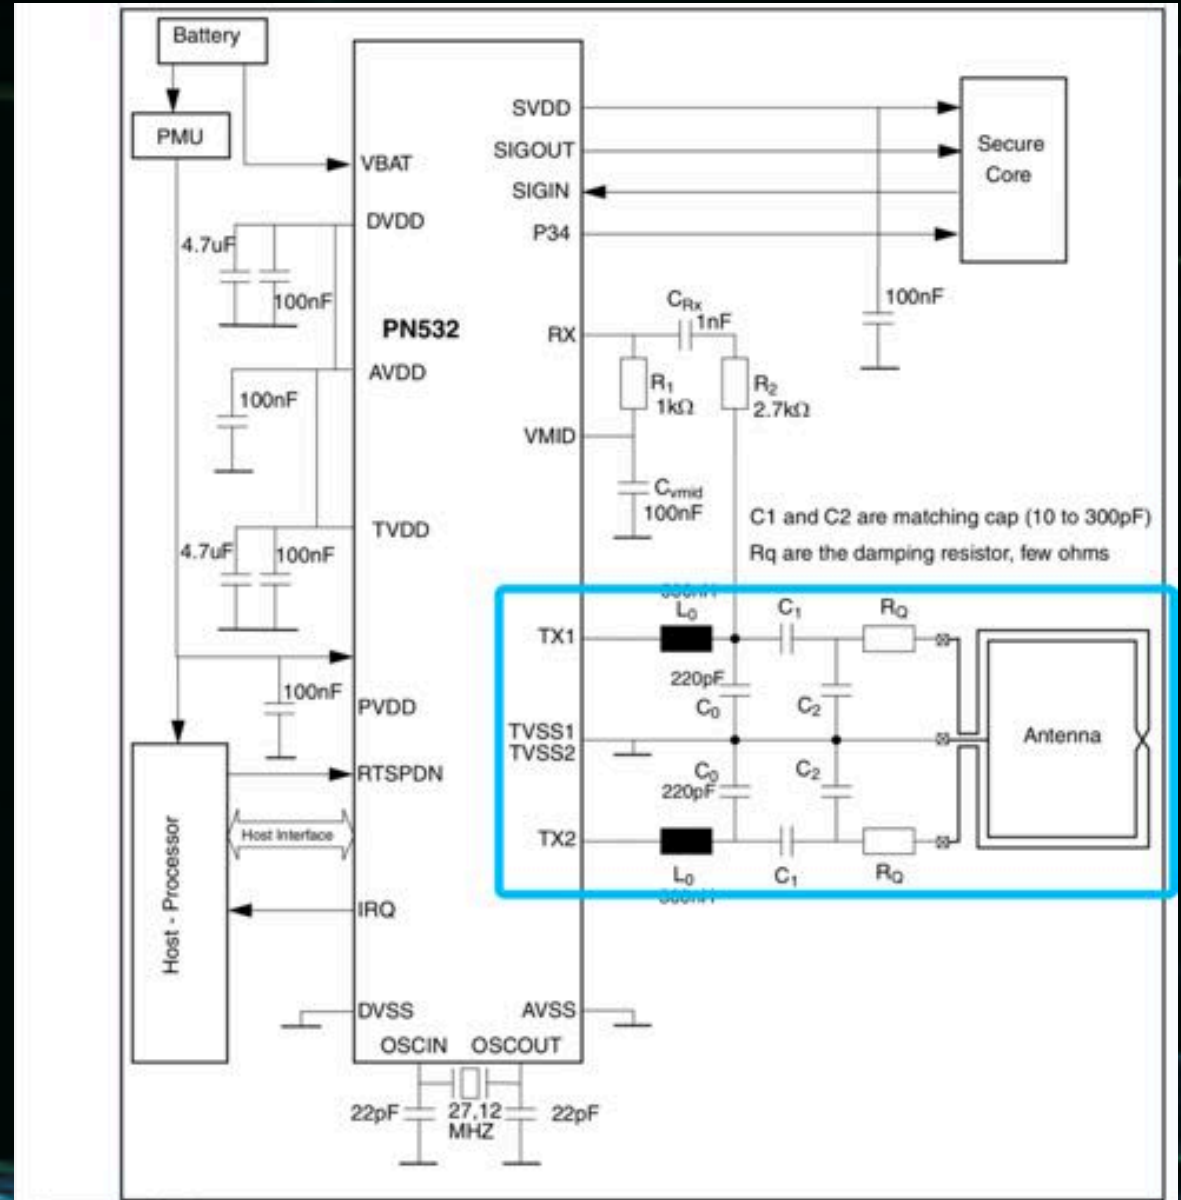 Battery
PMU
VBAT
DVDD
4.7uF
100nF
PN532
AVDD
100nF
TVDD
4.7uF
100nF
100nF
PVDD
RTSPDN
Host Interface
Host - Processor
IRQ
DVSS
AVSS
OSCIN
OSCOUT
22pF
27,12
MHZ
22pF
SVDD
SIGOUT
SIGIN
P34
Secure
Core
100nF
RX
CRx
1nF
R1
1kΩ
R2
2.7kΩ
VMID
Cvmid
100nF
C1 and C2 are matching cap (10 to 300pF)
Rq are the damping resistor, few ohms
TX1
L0
C1
RQ
220pF
C0
C2
TVSS1
TVSS2
Antenna
C0
220pF
C2
TX2
L0
C1
RQ